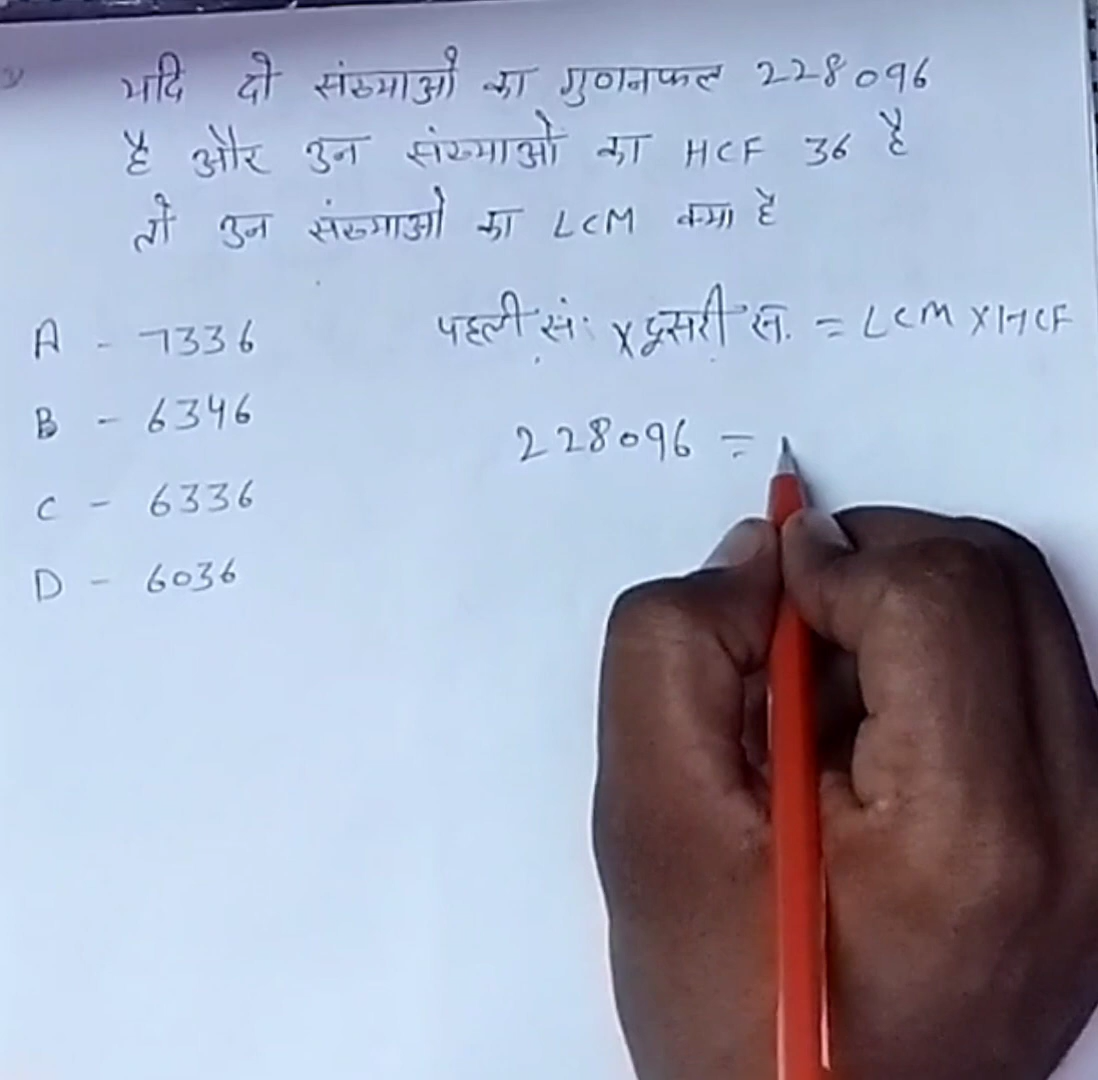 यदि दो संख्याओ का गुणनफल 228096
है और उन संख्याओ का HCF 36 है
तो उन संख्याओ का LCM क्या है
पहली सं. x दूसरी सं. = LCM X HCF
A - 7336
B - 6346
228096 =
C - 6336
D - 6036